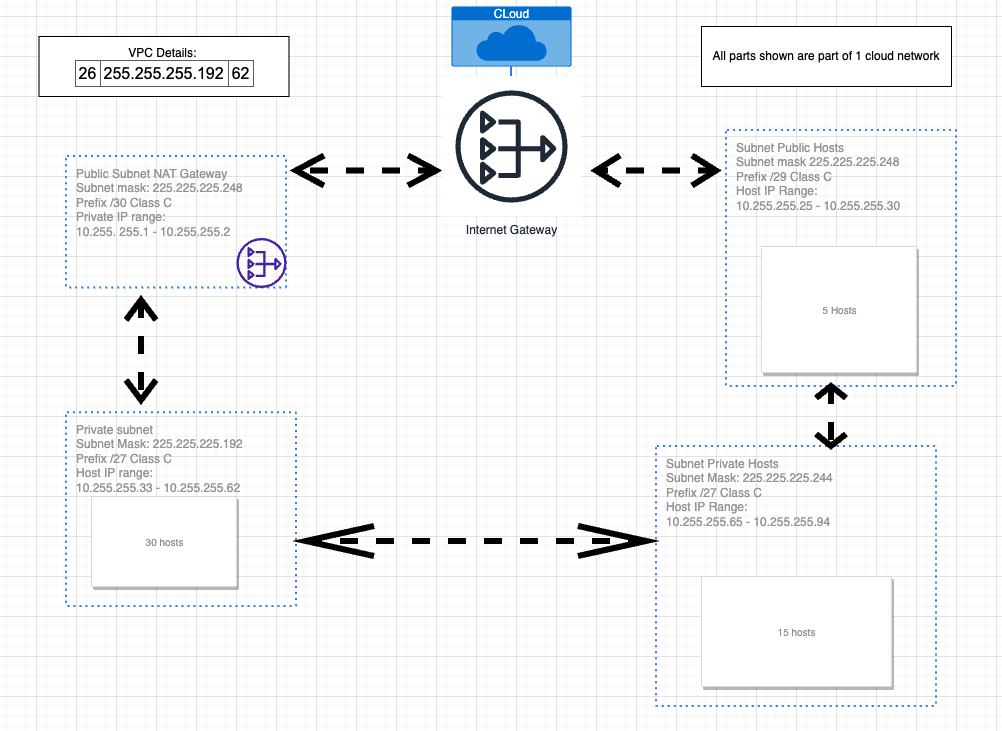 CLoud
VPC Details:
26 255.255.255.192 62
All parts shown are part of 1 cloud network
Public Subnet NAT Gateway
Subnet mask: 225.225.225.248
Prefix /30 Class C
Private IP range:
10.255. 255.1 - 10.255.255.2
Internet Gateway
Subnet Public Hosts
Subnet mask 225.225.225.248
Prefix /29 Class C
Host IP Range:
10.255.255.25 - 10.255.255.30
5 Hosts
Private subnet
Subnet Mask: 225.225.225.192
Prefix /27 Class C
Host IP range:
10.255.255.33 - 10.255.255.62
30 hosts
Subnet Private Hosts
Subnet Mask: 225.225.225.244
Prefix /27 Class C
Host IP Range:
10.255.255.65 - 10.255.255.94
15 hosts